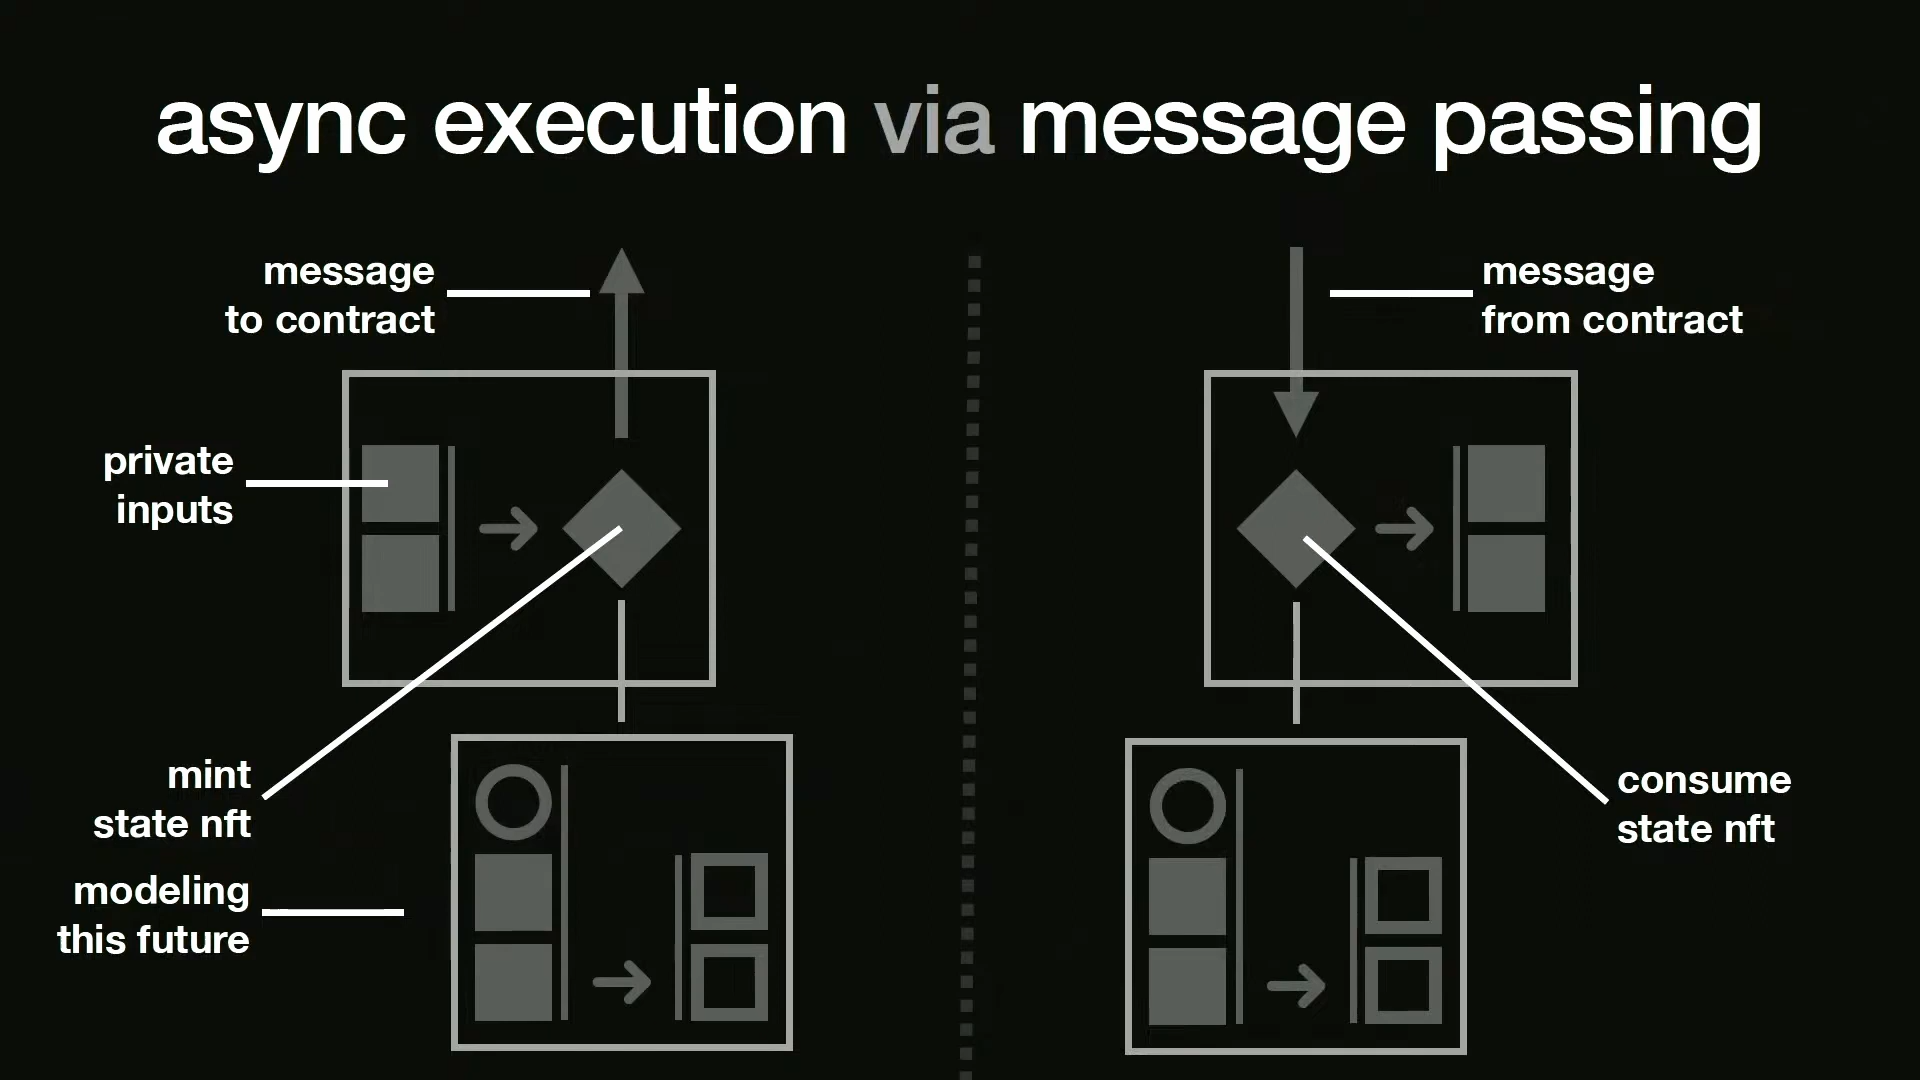 async execution via message passing
message
to contract
private
inputs
mint
state nft
modeling
this future
message
from contract
consume
state nft